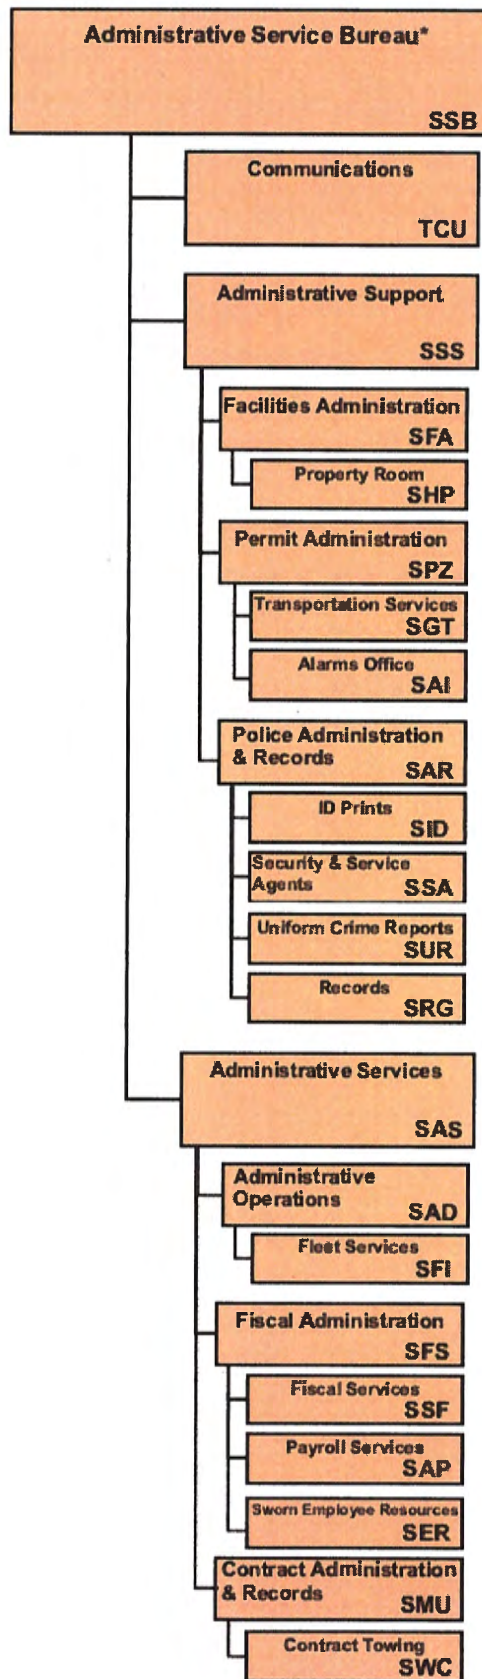 Administrative Service Bureau*
SSB
Communications
TCU
Administrative Support
SSS
Facilities Administration
SFA
Property Room
SHP
Permit Administration
SPZ
Transportation Services
SGT
Alarms Office
SAI
Police Administration
& Records
SAR
ID Prints
SID
Security & Service
Agents
SSA
Uniform Crime Reports
SUR
Records
SRG
Administrative Services
SAS
Administrative
Operations
SAD
Fleet Services
SFI
Fiscal Administration
SFS
Fiscal Services
SSF
Payroll Services
SAP
Sworn Employee Resources
SER
Contract Administration
& Records
SMU
Contract Towing
SWC